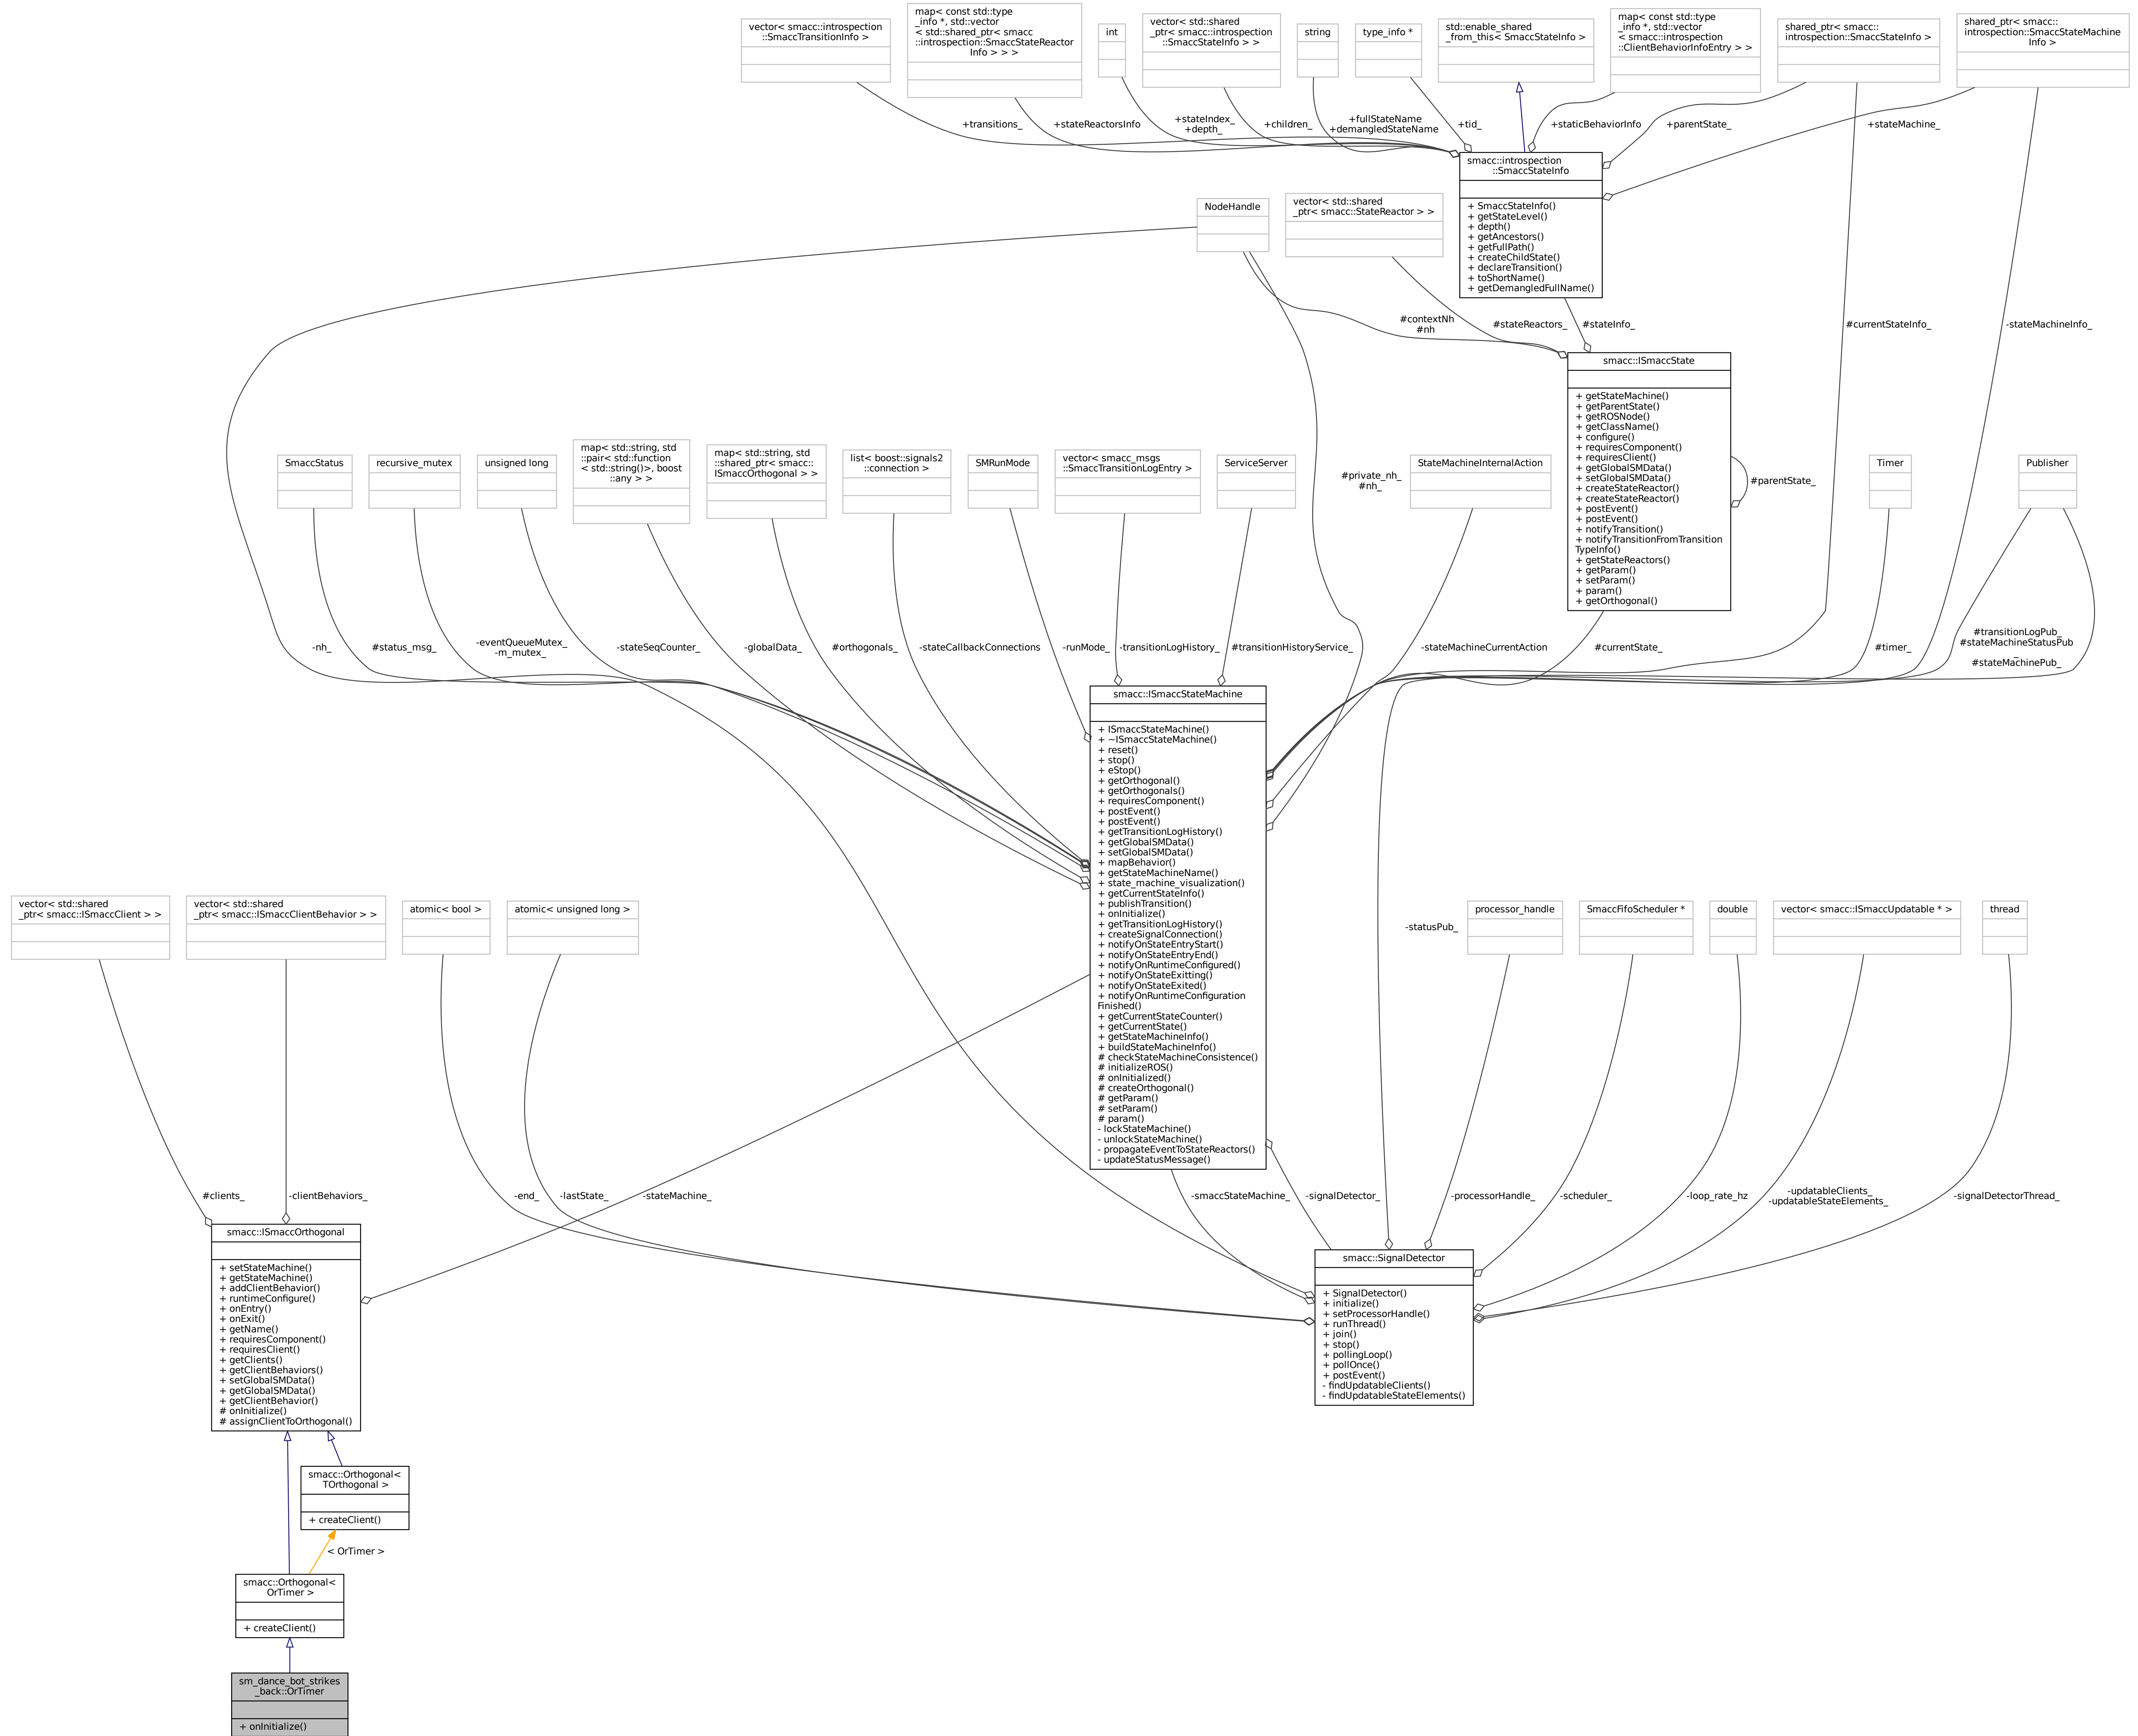 vector< smacc::introspection
::SmaccTransitionInfo >
map< const std::type
_info *, std::vector
< std::shared_ptr< smacc
::introspection::SmaccStateReactor
Info > > >
int
vector< std::shared
_ptr< smacc::introspection
::SmaccStateInfo > >
string
type_info *
std::enable_shared
_from_this< SmaccStateInfo >
map< const std::type
_info *, std::vector
< smacc::introspection
::ClientBehaviorInfoEntry > >
shared_ptr< smacc::
introspection::SmaccStateInfo >
shared_ptr< smacc::
introspection::SmaccStateMachine
Info >
+transitions_
+stateReactorsInfo
+stateIndex_
+depth_
+children_
+fullStateName
+demangledStateName
+tid_
+staticBehaviorInfo
+parentState_
+stateMachine_
smacc::introspection
::SmaccStateInfo
+ SmaccStateInfo()
+ getStateLevel()
+ depth()
+ getAncestors()
+ getFullPath()
+ createChildState()
+ declareTransition()
+ toShortName()
+ getDemangledFullName()
NodeHandle
vector< std::shared
_ptr< smacc::StateReactor > >
#contextNh
#nh
#stateReactors_
#stateInfo_
#currentStateInfo_
-stateMachineInfo_
smacc::ISmaccState
+ getStateMachine()
+ getParentState()
+ getROSNode()
+ getClassName()
+ configure()
+ requiresComponent()
+ requiresClient()
+ getGlobalSMData()
+ setGlobalSMData()
+ createStateReactor()
+ createStateReactor()
+ postEvent()
+ postEvent()
+ notifyTransition()
+ notifyTransitionFromTransition
TypeInfo()
+ getStateReactors()
+ getParam()
+ setParam()
+ param()
+ getOrthogonal()
#parentState_
SmaccStatus
recursive_mutex
unsigned long
map< std::string, std
::pair< std::function
< std::string()>, boost
::any > >
map< std::string, std
::shared_ptr< smacc::
ISmaccOrthogonal > >
list< boost::signals2
::connection >
SMRunMode
vector< smacc_msgs
::SmaccTransitionLogEntry >
ServiceServer
#private_nh_
#nh_
StateMachineInternalAction
Timer
Publisher
-nh_
#status_msg_
-eventQueueMutex_
-m_mutex_
-stateSeqCounter_
-globalData_
#orthogonals_
-stateCallbackConnections
-runMode_
-transitionLogHistory_
#transitionHistoryService_
-stateMachineCurrentAction
#currentState_
#timer_
#transitionLogPub_
#stateMachineStatusPub
_
#stateMachinePub_
smacc::ISmaccStateMachine
+ ISmaccStateMachine()
+ ~ISmaccStateMachine()
+ reset()
+ stop()
+ eStop()
+ getOrthogonal()
+ getOrthogonals()
+ requiresComponent()
+ postEvent()
+ postEvent()
+ getTransitionLogHistory()
+ getGlobalSMData()
+ setGlobalSMData()
+ mapBehavior()
+ getStateMachineName()
+ state_machine_visualization()
+ getCurrentStateInfo()
+ publishTransition()
+ onInitialize()
+ getTransitionLogHistory()
+ createSignalConnection()
+ notifyOnStateEntryStart()
+ notifyOnStateEntryEnd()
+ notifyOnRuntimeConfigured()
+ notifyOnStateExitting()
+ notifyOnStateExited()
+ notifyOnRuntimeConfiguration
Finished()
+ getCurrentStateCounter()
+ getCurrentState()
+ getStateMachineInfo()
+ buildStateMachineInfo()
# checkStateMachineConsistence()
# initializeROS()
# onInitialized()
# createOrthogonal()
# getParam()
# setParam()
# param()
- lockStateMachine()
- unlockStateMachine()
- propagateEventToStateReactors()
- updateStatusMessage()
vector< std::shared
_ptr< smacc::ISmaccClient > >
vector< std::shared
_ptr< smacc::ISmaccClientBehavior > >
atomic< bool >
atomic< unsigned long >
-statusPub_
processor_handle
SmaccFifoScheduler *
double
vector< smacc::ISmaccUpdatable * >
thread
#clients_
-clientBehaviors_
-end_
-lastState_
-stateMachine_
-smaccStateMachine_
-signalDetector_
-processorHandle_
-scheduler_
-loop_rate_hz
-updatableClients_
-updatableStateElements_
-signalDetectorThread_
smacc::ISmaccOrthogonal
+ setStateMachine()
+ getStateMachine()
+ addClientBehavior()
+ runtimeConfigure()
+ onEntry()
+ onExit()
+ getName()
+ requiresComponent()
+ requiresClient()
+ getClients()
+ getClientBehaviors()
+ setGlobalSMData()
+ getGlobalSMData()
+ getClientBehavior()
# onInitialize()
# assignClientToOrthogonal()
smacc::SignalDetector
+ SignalDetector()
+ initialize()
+ setProcessorHandle()
+ runThread()
+ join()
+ stop()
+ pollingLoop()
+ pollOnce()
+ postEvent()
- findUpdatableClients()
- findUpdatableStateElements()
smacc::Orthogonal<
TOrthogonal >
+ createClient()
< OrTimer >
smacc::Orthogonal<
OrTimer >
+ createClient()
sm_dance_bot_strikes
_back::OrTimer
+ onInitialize()